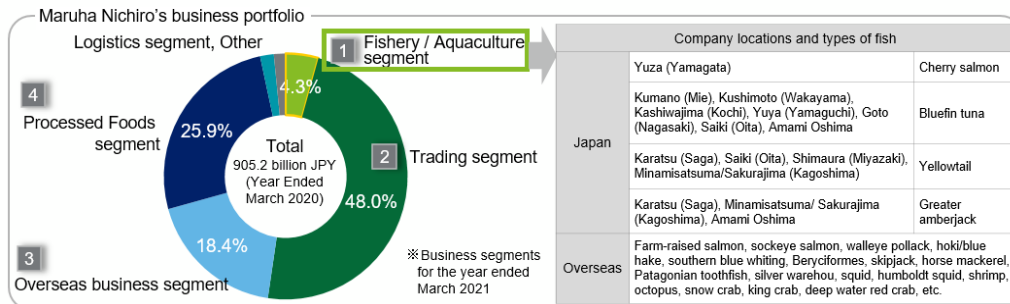 Maruha Nichiro's business portfolio
Logistics segment, Other
1
Fishery / Aquaculture
segment
4.3%
4
Processed Foods
segment
25.9%
Total
905.2 billion JPY
(Year Ended
March 2020)
2
Trading segment
48.0%
18.4%
3
Overseas business segment
※Business segments
for the year ended
March 2021
Company locations and types of fish
Japan
Yuza (Yamagata)
Cherry salmon
Kumano (Mie), Kushimoto (Wakayama),
Kashiwajima (Kochi), Yuya (Yamaguchi), Goto
(Nagasaki), Saiki (Oita), Amami Oshima
Bluefin tuna
Karatsu (Saga), Saiki (Oita), Shimaura (Miyazaki),
Minamisatsuma/Sakurajima (Kagoshima)
Yellowtail
Karatsu (Saga), Minamisatsuma/ Sakurajima
(Kagoshima), Amami Oshima
Greater
amberjack
Overseas
Farm-raised salmon, sockeye salmon, walleye pollack, hoki/blue
hake, southern blue whiting, Beryciformes, skipjack, horse mackerel,
Patagonian toothfish, silver warehou, squid, humboldt squid, shrimp,
octopus, snow crab, king crab, deep water red crab, etc.